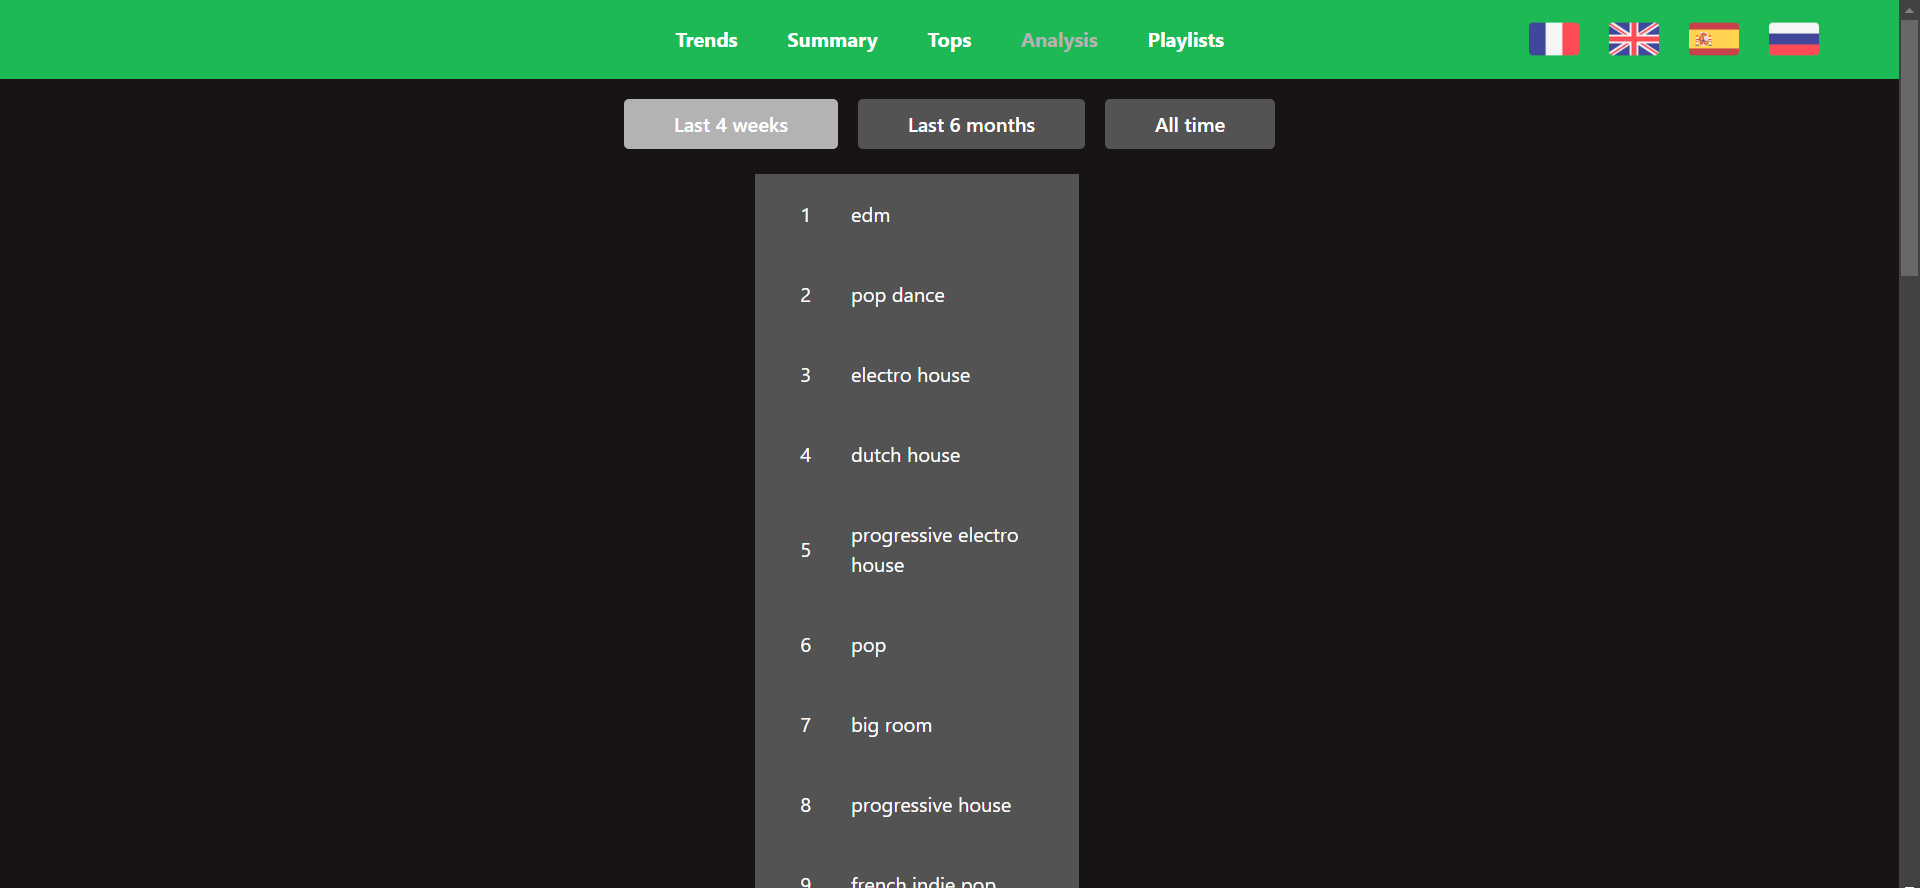 Trends Summary Tops Analysis Playlists
Last 4 weeks Last 6 months All time
1 edm
2 pop dance
3 electro house
4 dutch house
5 progressive electro
house
6 pop
7 big room
8 progressive house
9 french indie pop